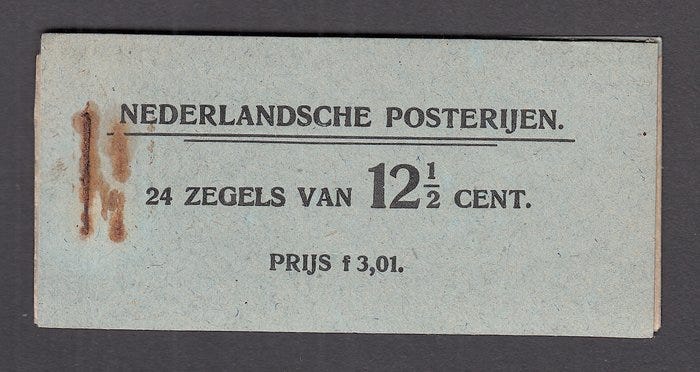 NEDERLANDSCHE POSTERIJEN.
24 ZEGELS VAN 12½ CENT.
PRIJS f 3,01.